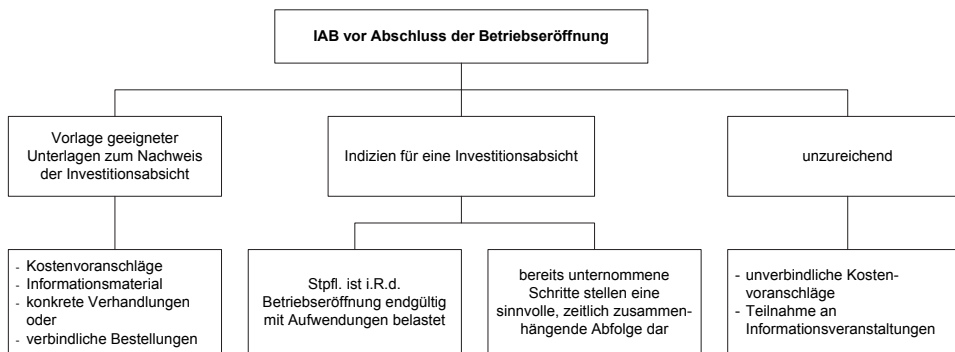 IAB vor Abschluss der Betriebseröffnung
Vorlage geeigneter
Unterlagen zum Nachweis
der Investitionsabsicht
Indizien für eine Investitionsabsicht
unzureichend
- Kostenvoranschläge
- Informationsmaterial
- konkrete Verhandlungen
oder
- verbindliche Bestellungen
Stpfl. ist i.R.d.
Betriebseröffnung endgültig
mit Aufwendungen belastet
bereits unternommene
Schritte stellen eine
sinnvolle, zeitlich zusammen-
hängende Abfolge dar
- unverbindliche Kosten-
voranschläge
- Teilnahme an
Informationsveranstaltungen